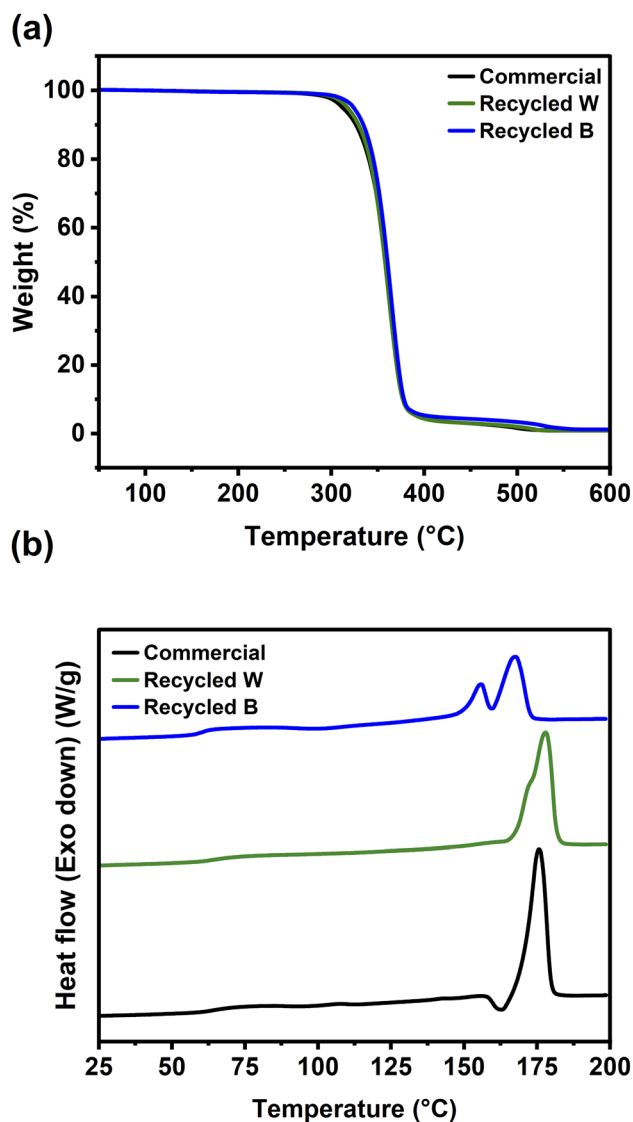 (a)
Weight (%)
100
80
60
40
20
0
Commercial
Recycled W
Recycled B
100 200 300 400 500 600
Temperature (°C)
(b)
Heat flow (Exo down) (W/g)
Commercial
Recycled W
Recycled B
25 50 75 100 125 150 175 200
Temperature (°C)